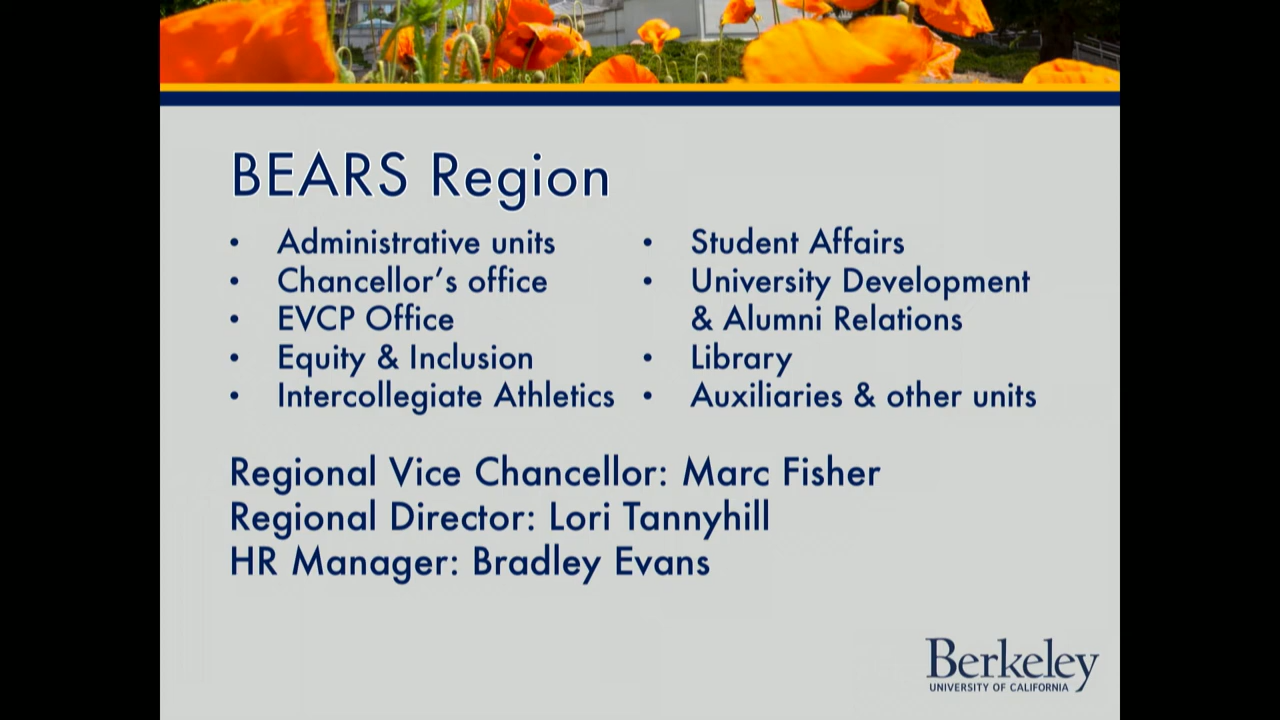 BEARS Region
• Administrative units
• Chancellor's office
• EVCP Office
• Equity & Inclusion
• Intercollegiate Athletics
• Student Affairs
• University Development
& Alumni Relations
• Library
• Auxiliaries & other units
Regional Vice Chancellor: Marc Fisher
Regional Director: Lori Tannyhill
HR Manager: Bradley Evans
Berkeley
UNIVERSITY OF CALIFORNIA